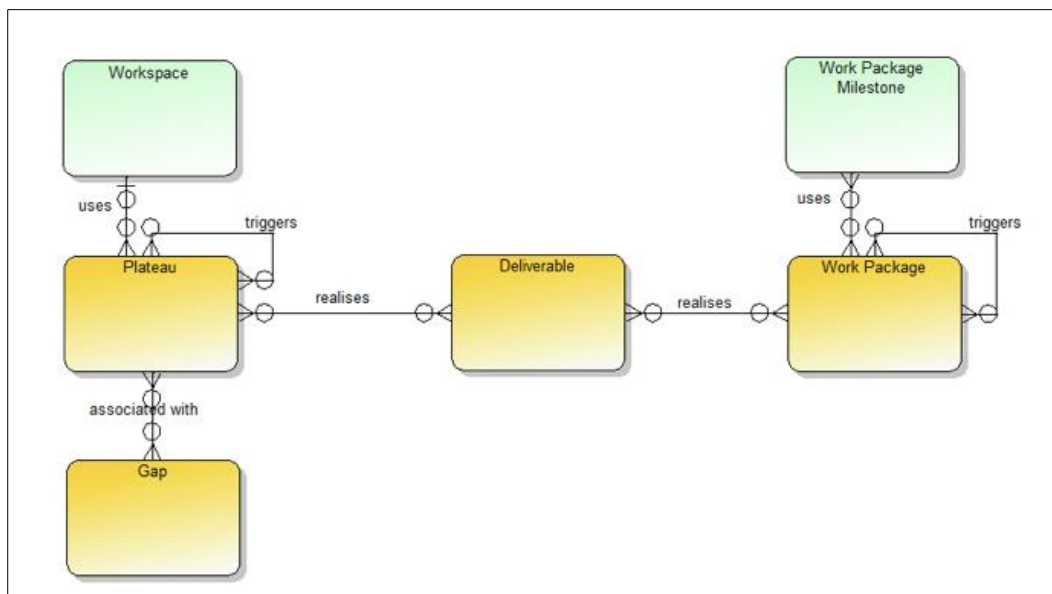 Workspace
Work Package
Milestone
uses
uses
triggers
triggers
Plateau
Deliverable
Work Package
realises
realises
associated with
Gap